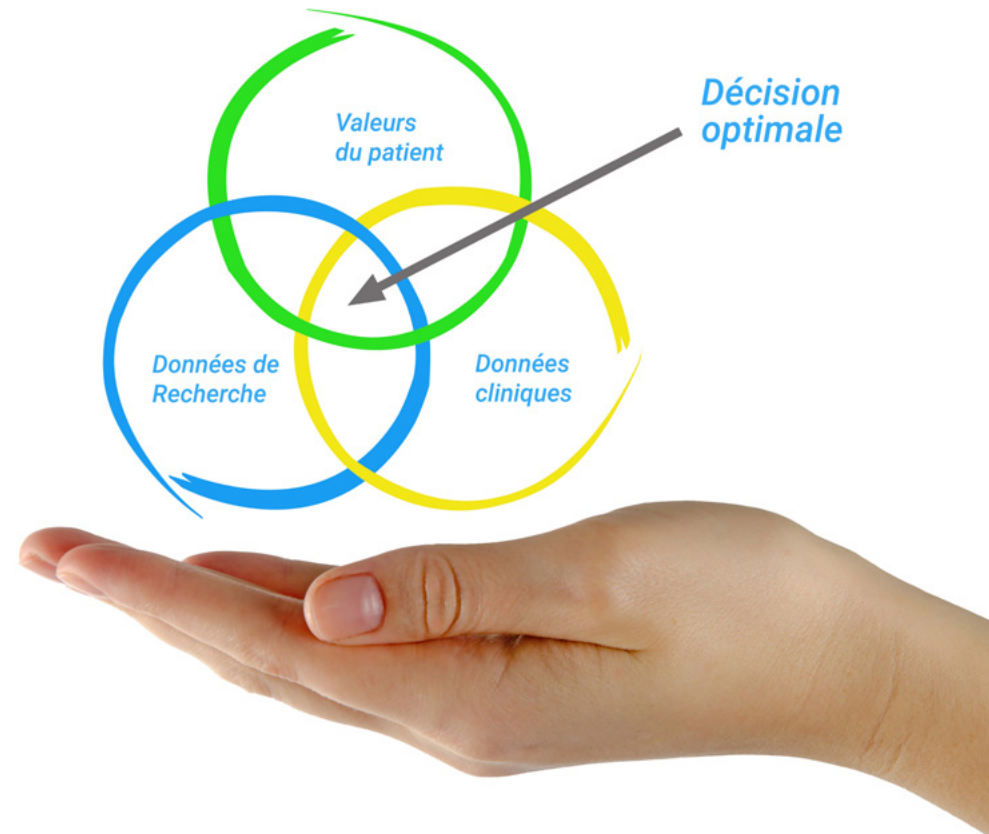 Décision
optimale
Valeurs
du patient
Données de
Recherche
Données
cliniques